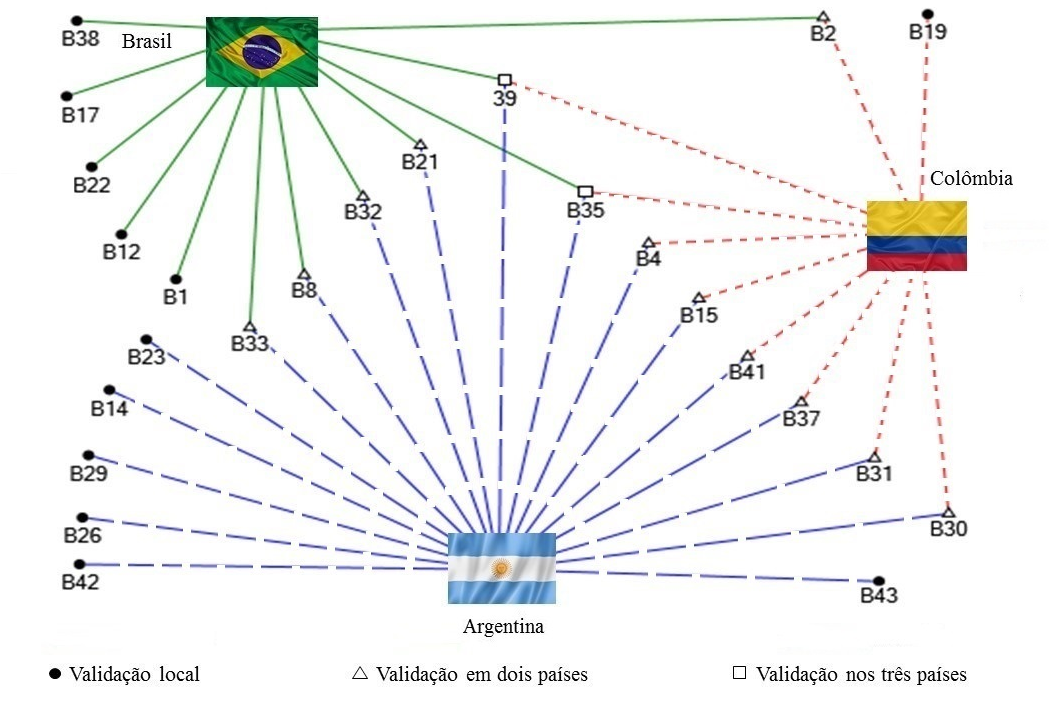 B38
Brasil
B2
B19
B17
39
B21
B22
Colômbia
B32
B35
B12
B4
B1
B8
B15
B33
B23
B41
B14
B37
B29
B31
B26
B30
B42
B43
Argentina
Validação local
Validação em dois países
Validação nos três países